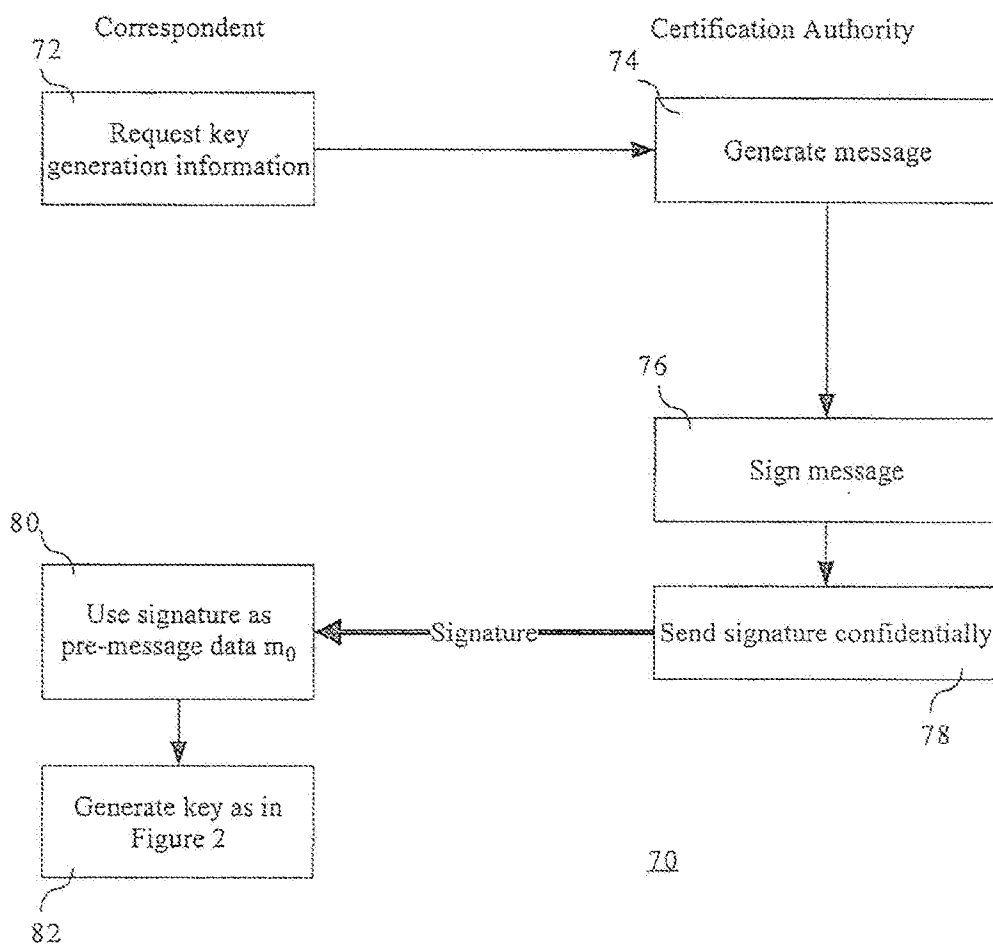 Correspondent
Certification Authority
72
74
Request key
generation information
Generate message
76
Sign message
80
Use signature as
pre-message data m₀
Signature
Send signature confidentially
78
Generate key as in
Figure 2
70
82